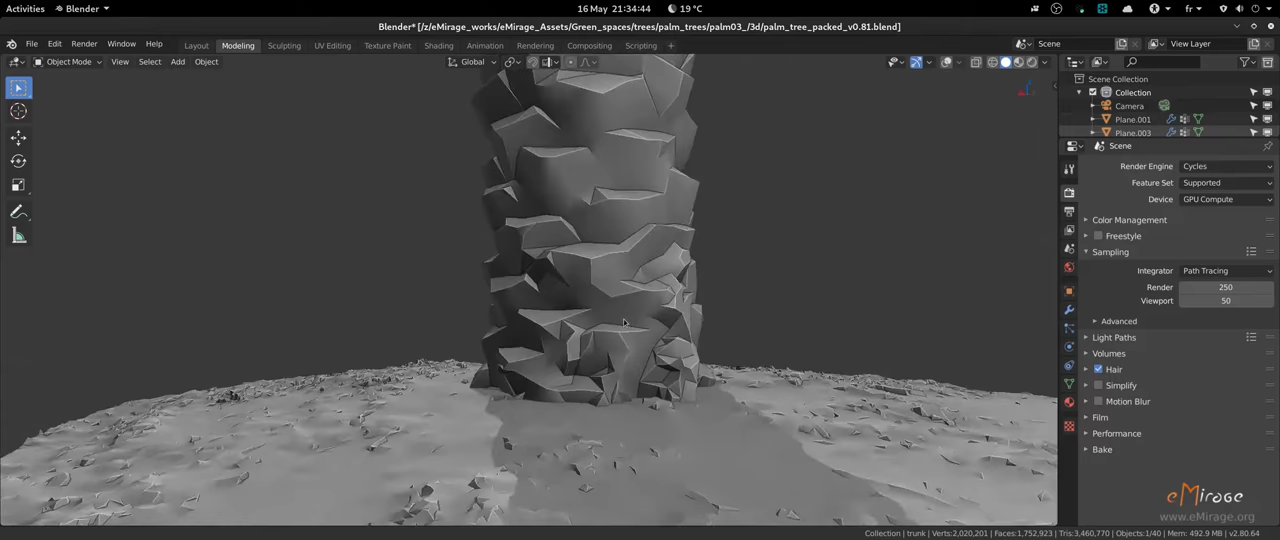 Activities Blender 16 May 21:34:44 19 °C fr
Blender* [/z/eMirage_works/eMirage_Assets/Green_spaces/trees/palm_trees/palm03_/3d/palm_tree_packed_v0.81.blend]
File Edit Render Window Help Layout Modeling Sculpting UV Editing Texture Paint Shading Animation Rendering Compositing Scripting + Scene View Layer
Object Mode View Select Add Object Global
Scene Collection
Collection
Camera
Plane.001
Plane.003
Scene
Render Engine Cycles
Feature Set Supported
Device GPU Compute
Color Management
Freestyle
Sampling
Integrator Path Tracing
Render 250
Viewport 50
Advanced
Light Paths
Volumes
Hair
Simplify
Motion Blur
Film
Performance
Bake
eMirage
www.eMirage.org
Collection | trunk | Verts:2,020,201 | Faces:1,752,923 | Tris:3,460,770 | Objects:1/40 | Mem: 492.9 MB | v2.80.64